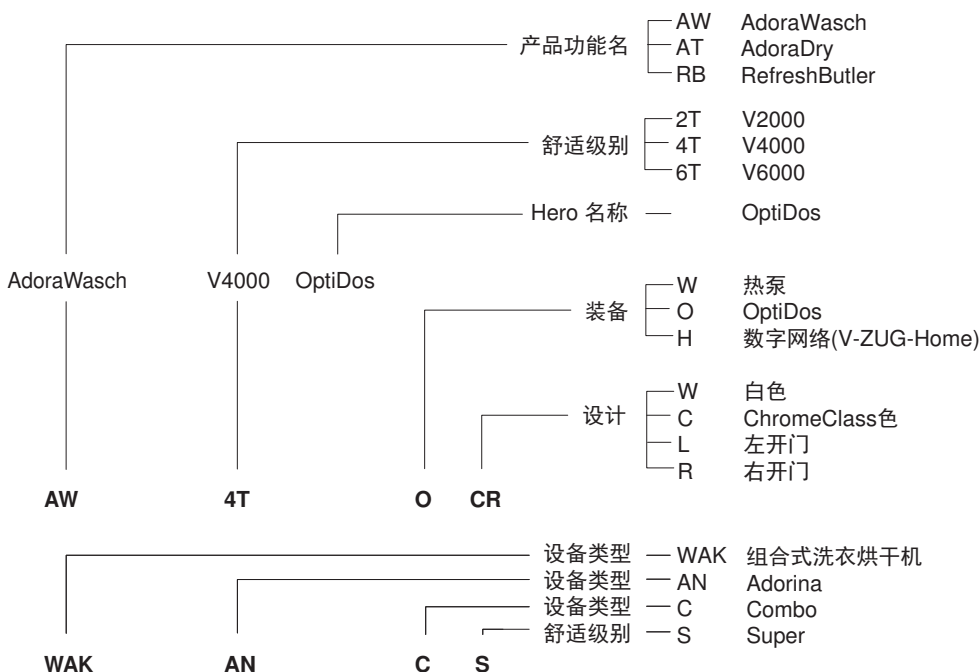 产品功能名
AW AdoraWasch
AT AdoraDry
RB RefreshButler
舒适级别
2T V2000
4T V4000
6T V6000
Hero 名称 — OptiDos
AdoraWasch V4000 OptiDos
装备
W 热泵
O OptiDos
H 数字网络(V-ZUG-Home)
设计
W 白色
C ChromeClass色
L 左开门
R 右开门
AW 4T O CR
设备类型 — WAK 组合式洗衣烘干机
设备类型 — AN Adorina
设备类型 — C Combo
舒适级别 — S Super
WAK AN C S